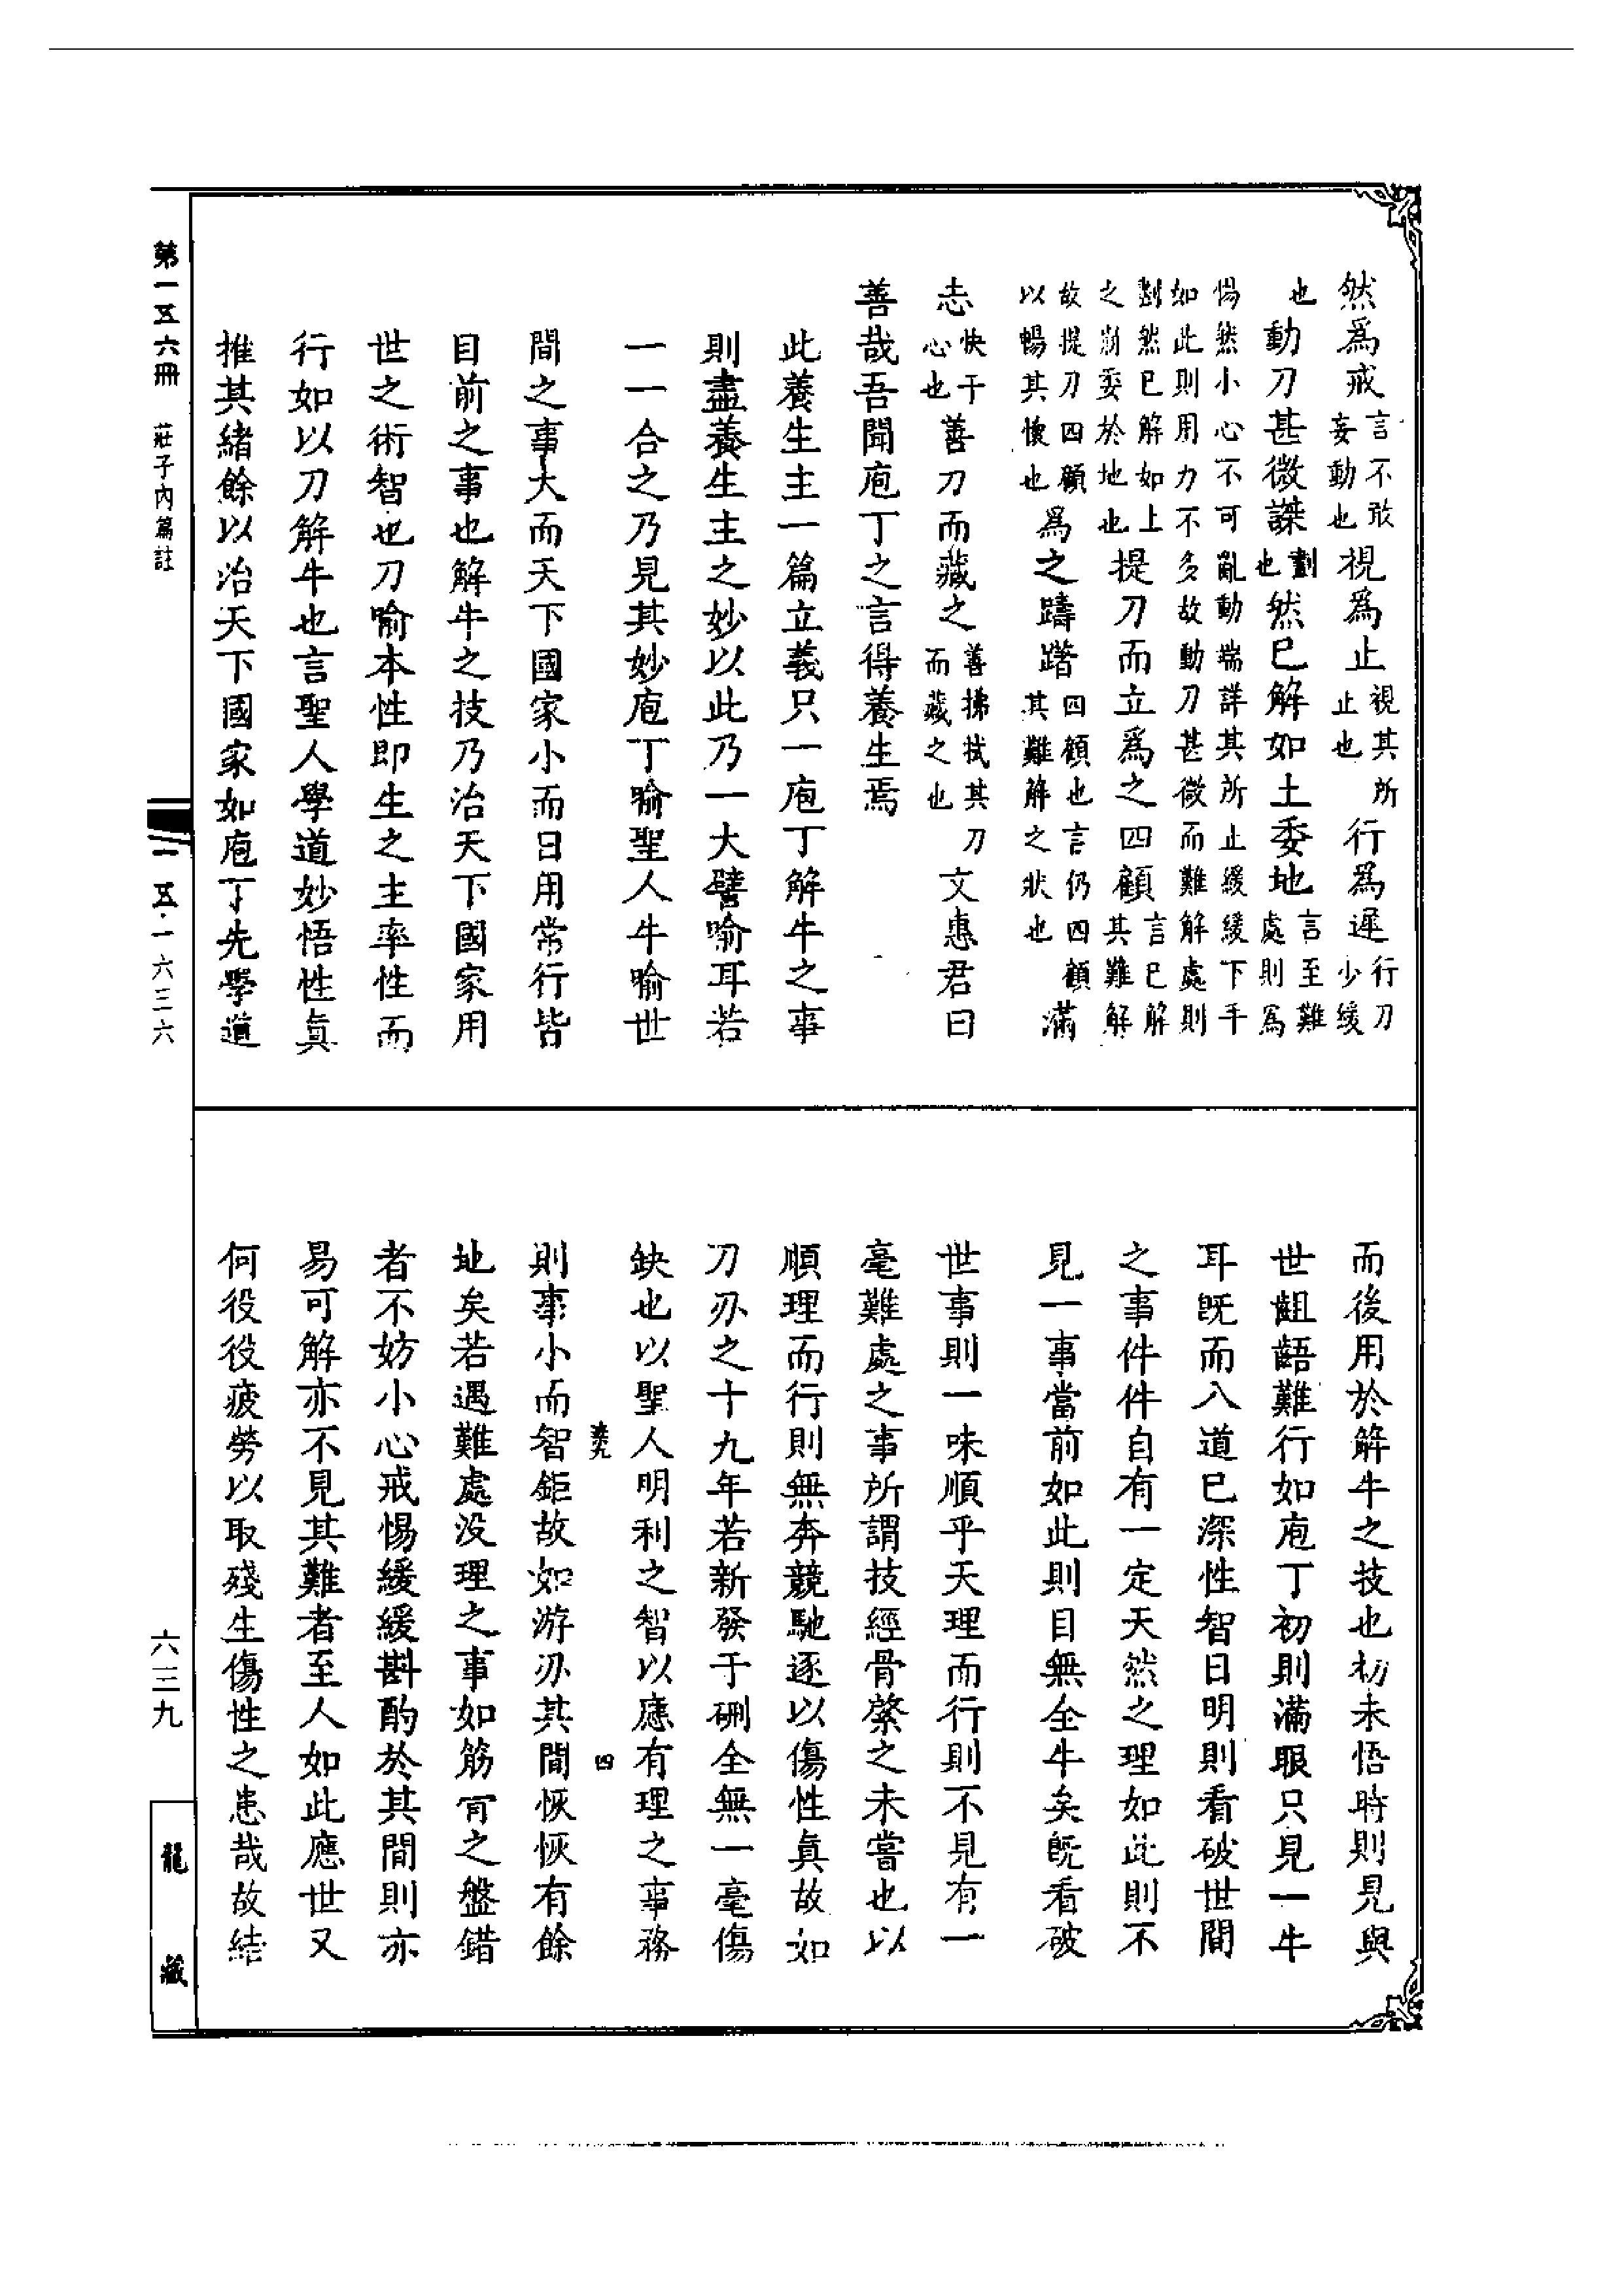 然爲戒言不敢妄動也視爲止視其所止也行爲遲行刀少緩
也動刀甚微謋劃也然已解如土委地言至難處則爲
惕然小心不可亂動端詳其所止緩緩下手如此則用力不多故動刀甚微而難解處則
劃然已解如上之崩委於地也提刀而立爲之四顧言已解其難解
故提刀四顧以暢其懷也爲之躊躇四顧也言仍四顧其難解之狀也滿
志快于心也善刀而藏之善拂拭其刀而藏之也文惠君曰
善哉吾聞庖丁之言得養生焉
此養生主一篇立義只一庖丁解牛之事
則盡養生主之妙以此乃一大譬喻耳若
一一合之乃見其妙庖丁喻聖人牛喻世
間之事大而天下國家小而日用常行皆
目前之事也解牛之技乃治天下國家用
世之術智也刀喻本性即生之主率性而
行如以刀解牛也言聖人學道妙悟性眞
推其緒餘以治天下國家如庖丁先學道
而後用於解牛之技也初未悟時則見與
世齟齬難行如庖丁初則滿眼只見一牛
耳旣而入道已深性智日明則看破世間
之事件件自有一定天然之理如此則不
見一事當前如此則目無全牛矣旣看破
世事則一味順乎天理而行則不見有一
毫難處之事所謂技經骨綮之未嘗也以
順理而行則無奔競馳逐以傷性眞故如
刀刃之十九年若新發于硎全無一毫傷
缺也以聖人明利之智以應有理之事務
四
則事小而智鉅故如游刃其間恢恢有餘
地矣若遇難處没理之事如筋骨之盤錯
者不妨小心戒惕緩緩斟酌於其間則亦
易可解亦不見其難者至人如此應世又
何役役疲勞以取殘生傷性之患哉故結
第一五六冊 莊子內篇註
一五·一六三六
六三九
龍藏